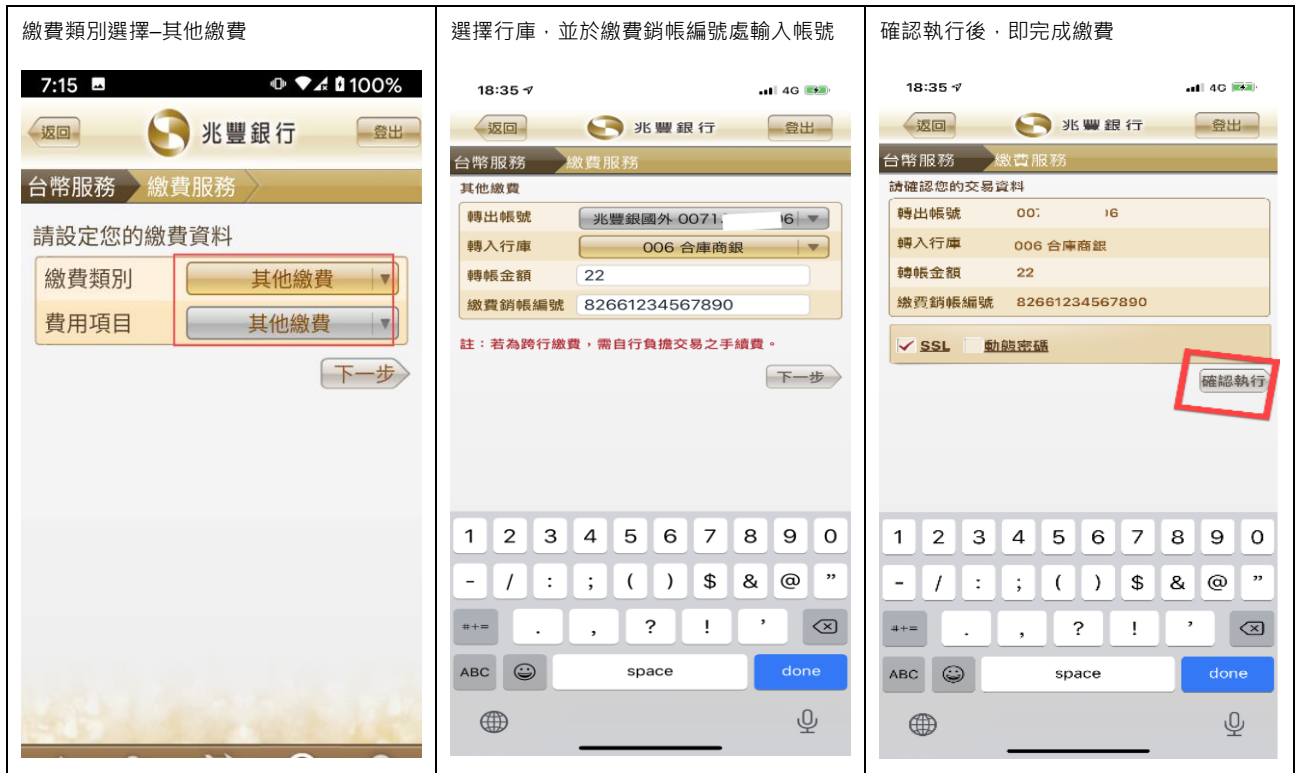 繳費類別選擇–其他繳費
7:15 100%
返回 兆豐銀行 登出
台幣服務 繳費服務
請設定您的繳費資料
繳費類別 其他繳費
費用項目 其他繳費
下一步
選擇行庫，並於繳費銷帳編號處輸入帳號
18:35 4G
返回 兆豐銀行 登出
台幣服務 繳費服務
其他繳費
轉出帳號 兆豐銀國外 0071 06
轉入行庫 006 合庫商銀
轉帳金額 22
繳費銷帳編號 82661234567890
註：若為跨行繳費，需自行負擔交易之手續費。
下一步
1 2 3 4 5 6 7 8 9 0
- / : ; ( ) $ & @ ”
#+= . , ? ! ’
ABC space done
確認執行後，即完成繳費
18:35 4G
返回 兆豐銀行 登出
台幣服務 繳費服務
請確認您的交易資料
轉出帳號 007 6
轉入行庫 006 合庫商銀
轉帳金額 22
繳費銷帳編號 82661234567890
SSL 動態密碼
確認執行
1 2 3 4 5 6 7 8 9 0
- / : ; ( ) $ & @ ”
#+= . , ? ! ’
ABC space done